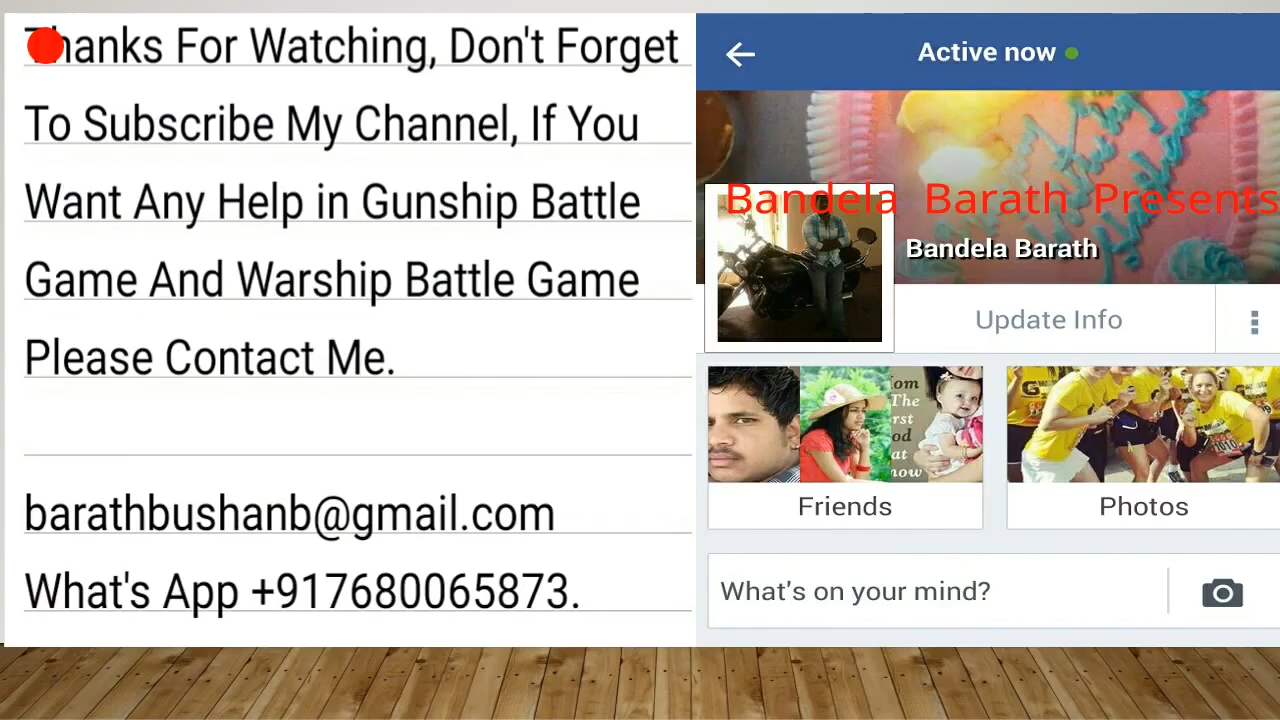 Thanks For Watching, Don't Forget
To Subscribe My Channel, If You
Want Any Help in Gunship Battle
Game And Warship Battle Game
Please Contact Me.
barathbushanb@gmail.com
What's App +917680065873.
Active now
Bandela Barath Presents
Bandela Barath
Update Info
Friends
Photos
What's on your mind?